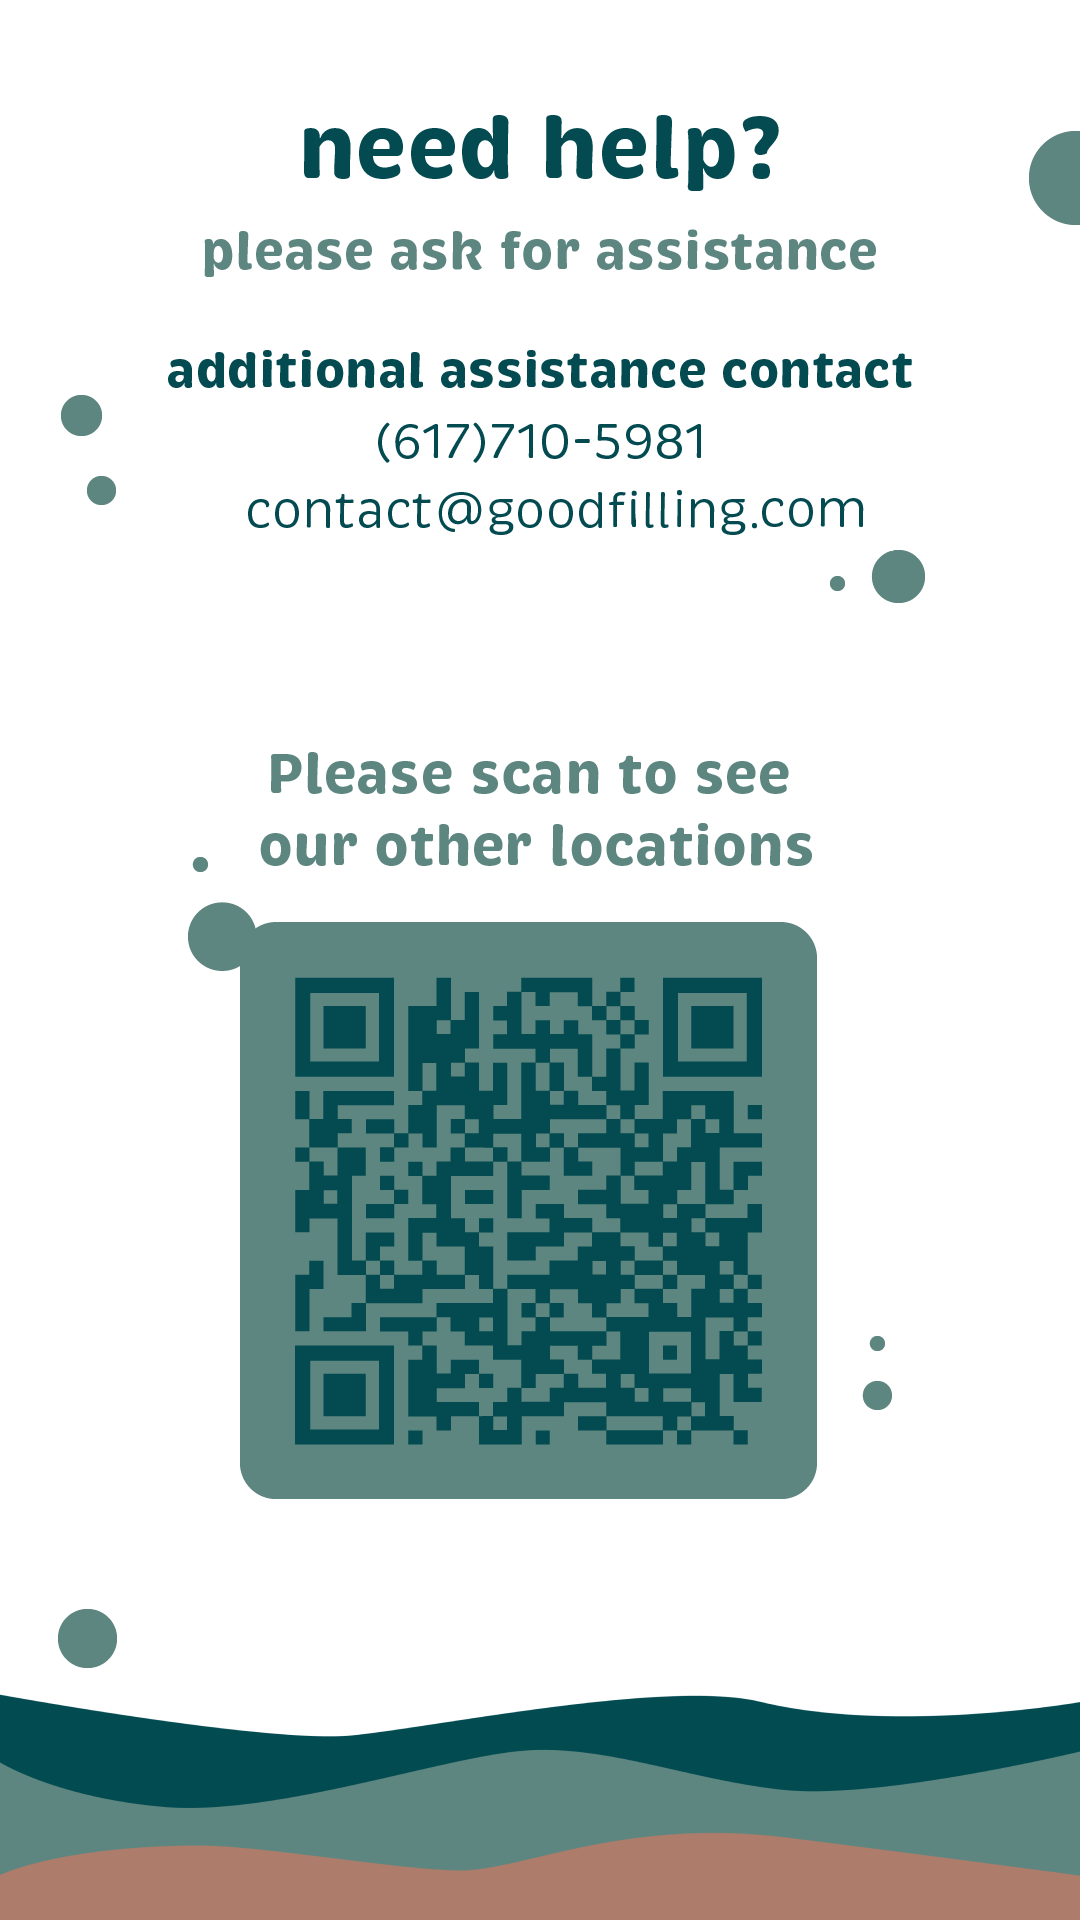 need help?
please ask for assistance
additional assistance contact
(617)710-5981
contact@goodfilling.com
Please scan to see
our other locations